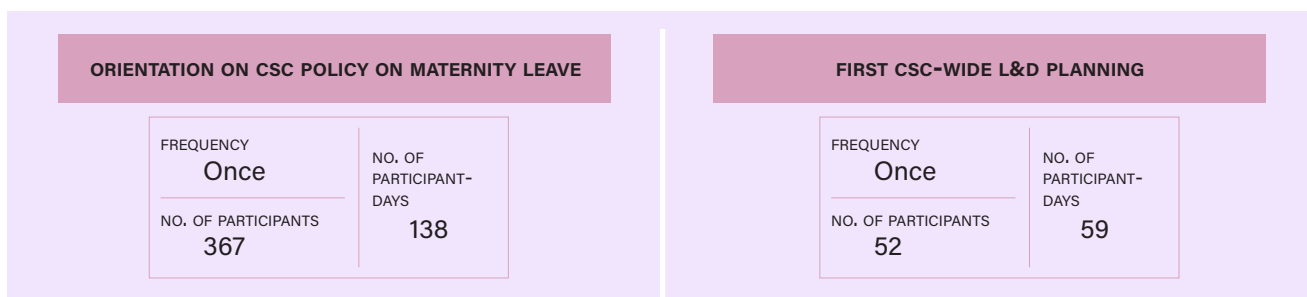 ORIENTATION ON CSC POLICY ON MATERNITY LEAVE
FREQUENCY
Once
NO. OF PARTICIPANTS
367
NO. OF
PARTICIPANT-
DAYS
138
FIRST CSC-WIDE L&D PLANNING
FREQUENCY
Once
NO. OF PARTICIPANTS
52
NO. OF
PARTICIPANT-
DAYS
59